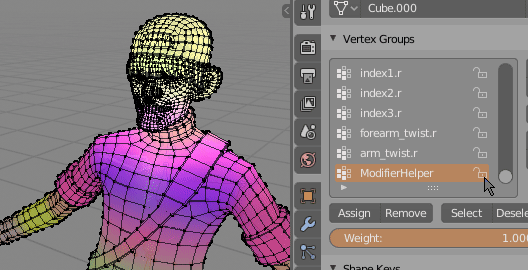 Cube.000
Vertex Groups
index1.r
index2.r
index3.r
forearm_twist.r
arm_twist.r
ModifierHelper
Assign Remove Select Desele
Weight: 1.00
Shape Keys